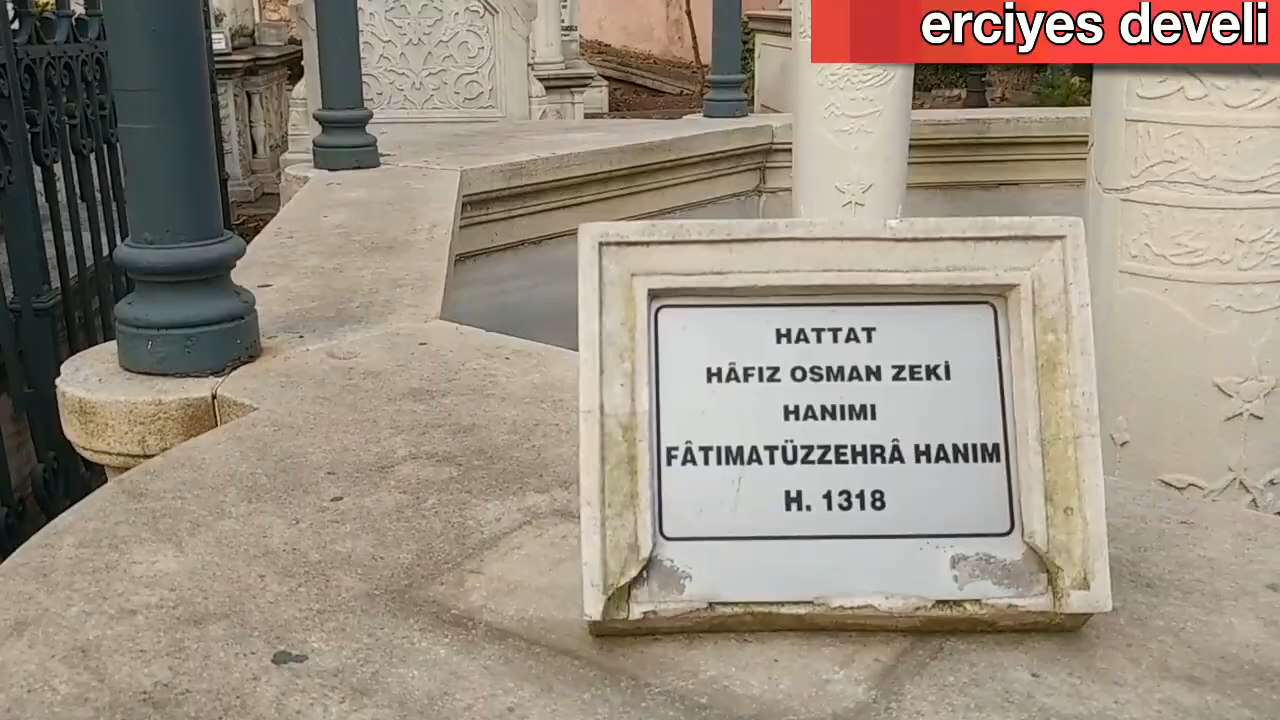 erciyes develi
HATTAT
HÂFIZ OSMAN ZEKİ
HANIMI
FÂTIMATÜZZEHRÂ HANIM
H. 1318